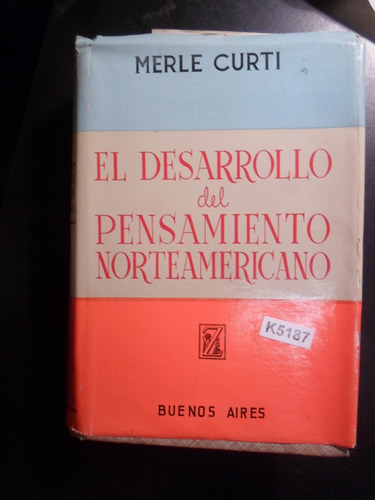 MERLE CURTI
EL DESARROLLO
del
PENSAMIENTO
NORTEAMERICANO
K5187
BUENOS AIRES